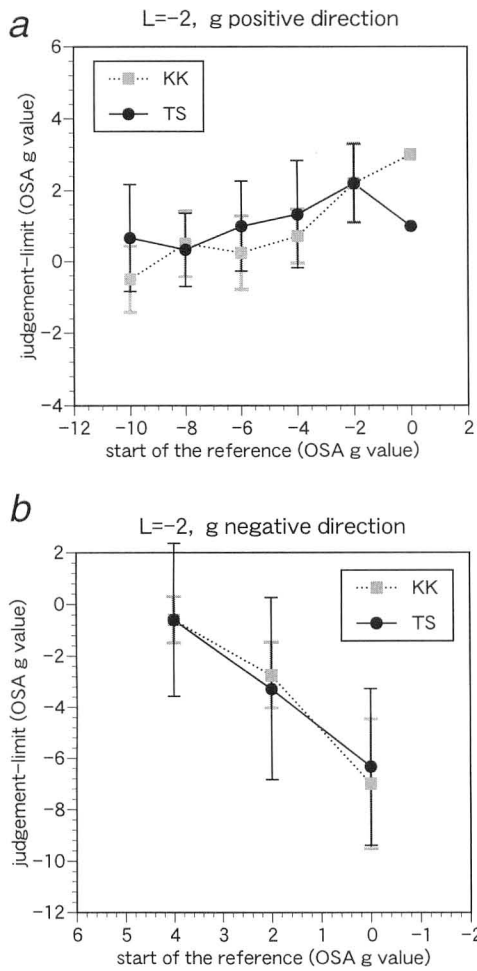 a
L=−2, g positive direction
KK
TS
judgement−limit (OSA g value)
6
4
2
0
−2
−4
−12 −10 −8 −6 −4 −2 0 2
start of the reference (OSA g value)
b
L=−2, g negative direction
KK
TS
judgement−limit (OSA g value)
2
0
−2
−4
−6
−8
−10
−12
6 5 4 3 2 1 0 −1 −2
start of the reference (OSA g value)